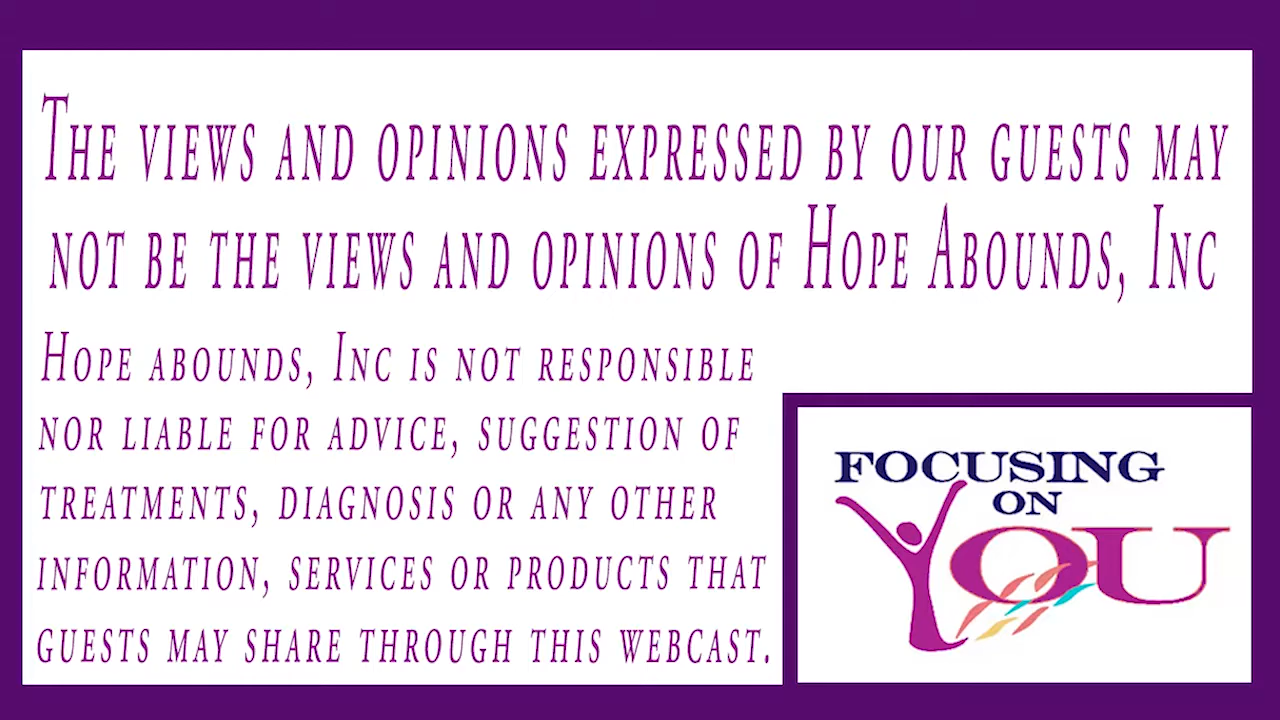 The views and opinions expressed by our guests may
not be the views and opinions of Hope Abounds, Inc
Hope abounds, Inc is not responsible
nor liable for advice, suggestion of
treatments, diagnosis or any other
information, services or products that
guests may share through this webcast.
FOCUSING
ON
YOU